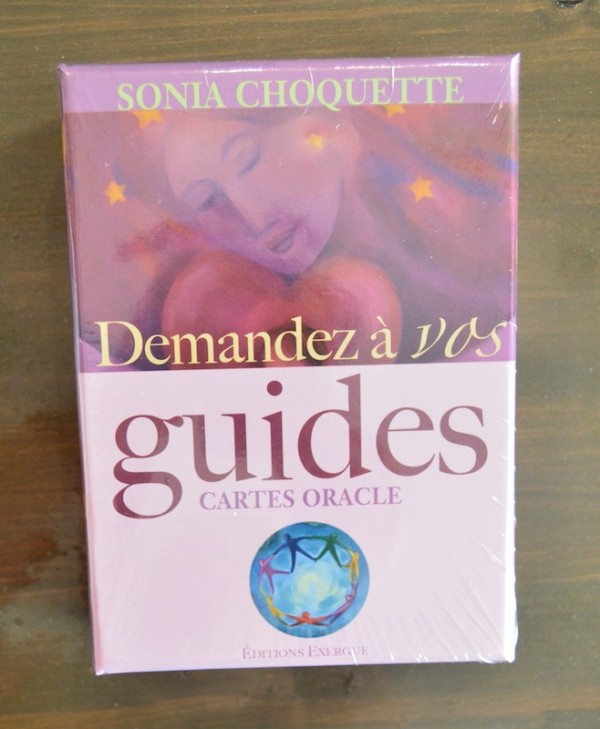 SONIA CHOQUETTE
Demandez à vos
guides
CARTES ORACLE
ÉDITIONS EXERGUE